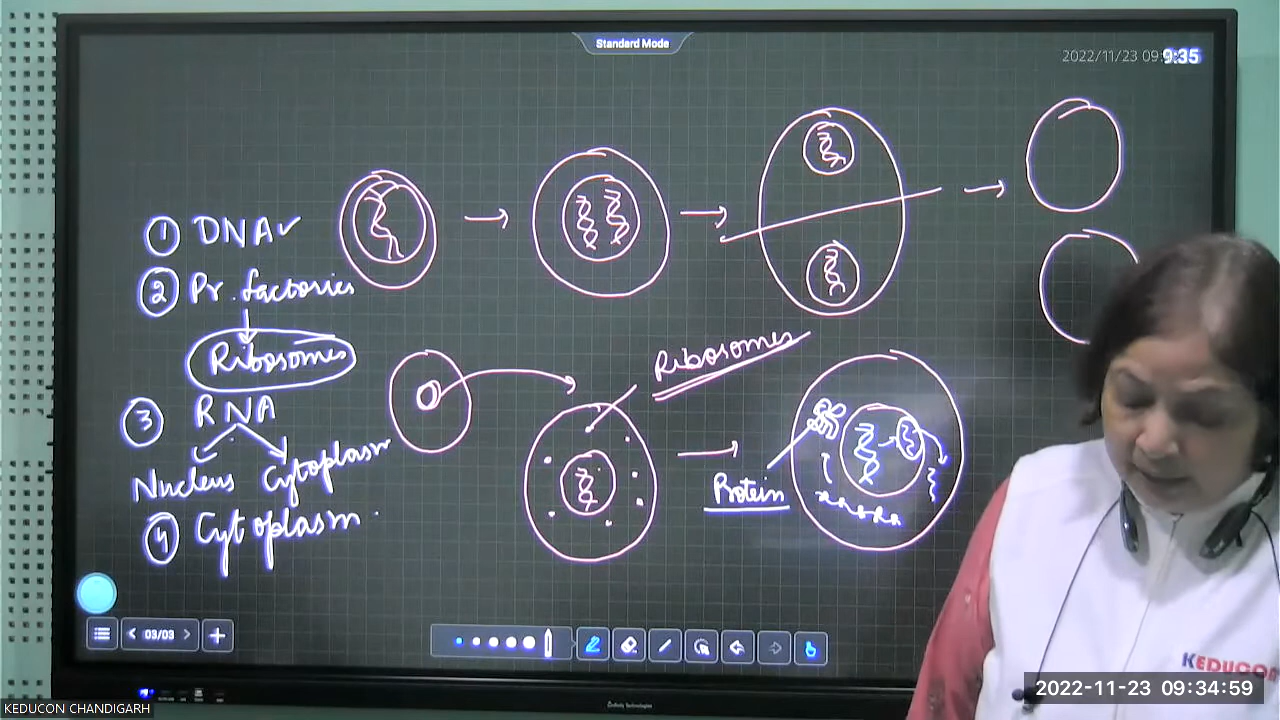 Standard Mode
2022/11/23 09:
9:35
① DNA✓
② Pr. factories
Ribosomes
③ RNA
Nucleus Cytoplasm
④ Cytoplasm
Ribosomes
Protein
03/03
KEDUCON
2022-11-23 09:34:59
KEDUCON CHANDIGARH